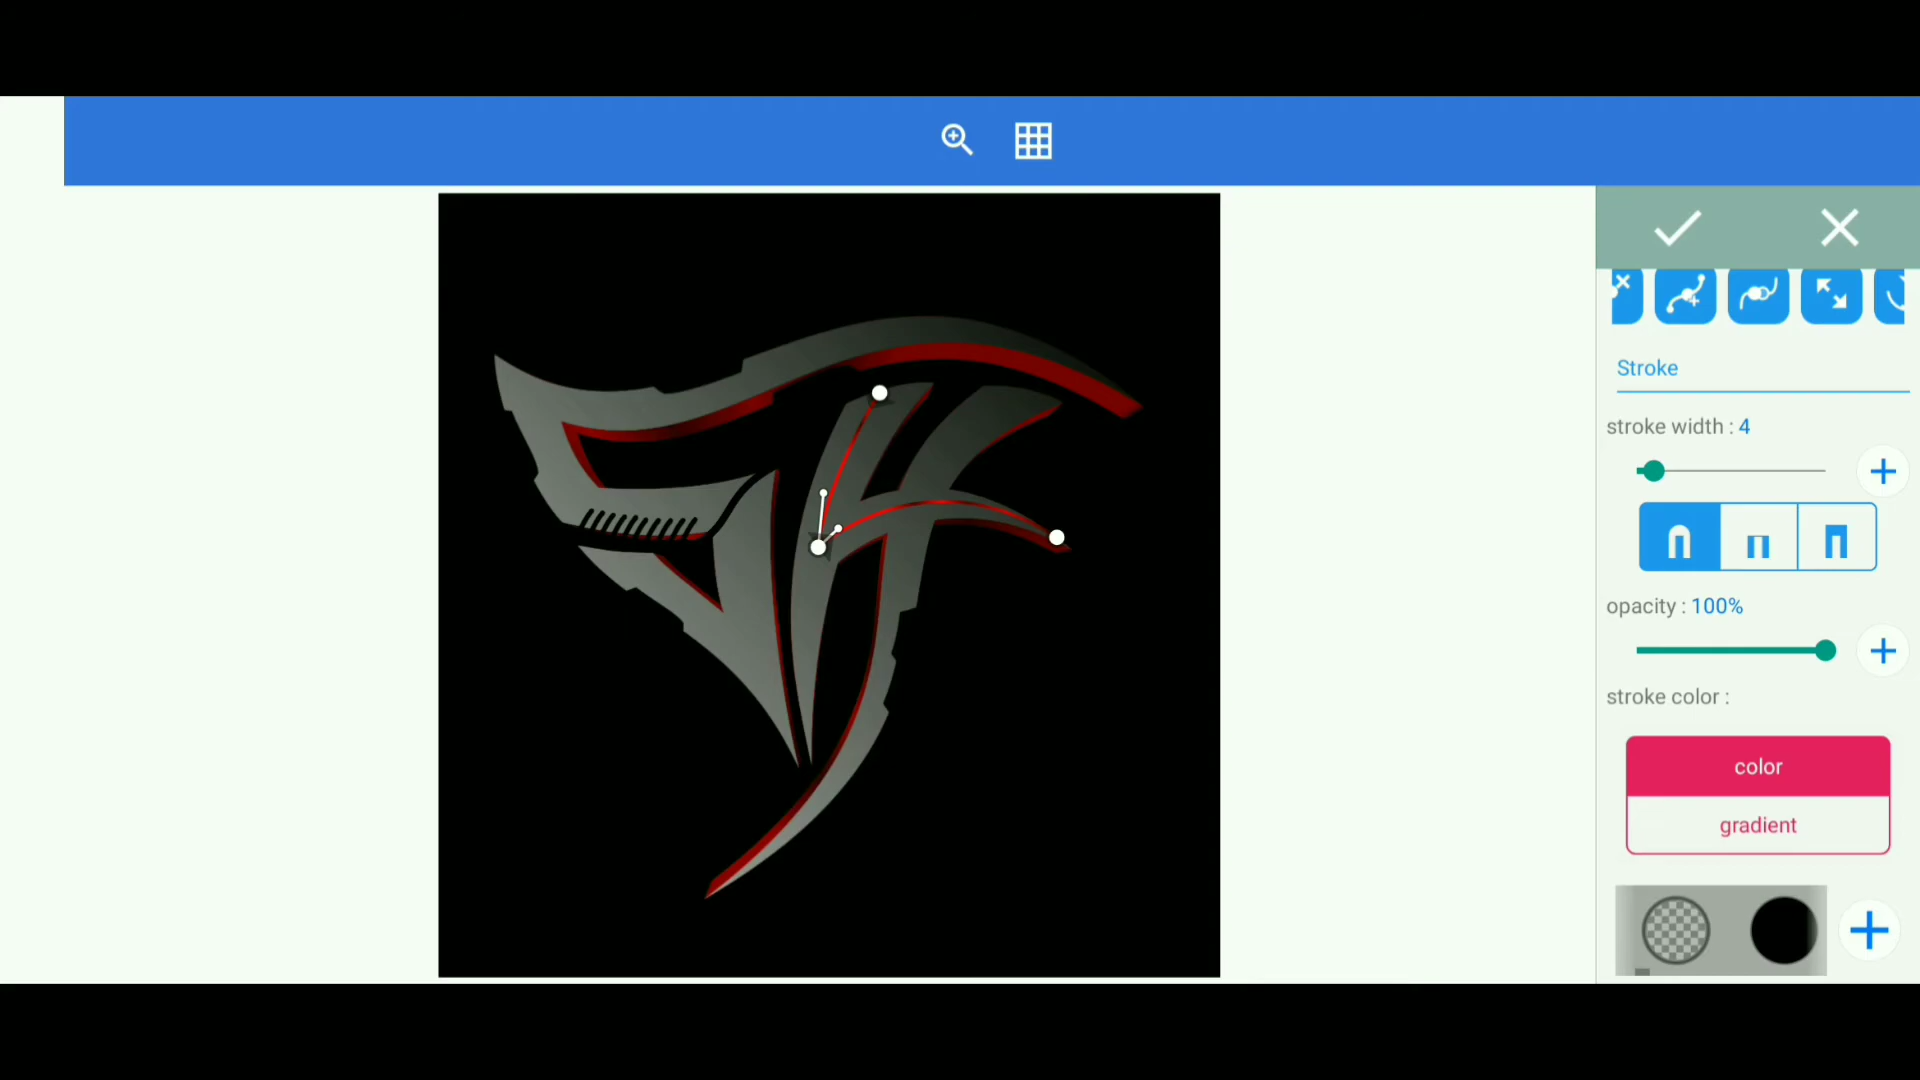 Stroke
stroke width : 4
opacity : 100%
stroke color :
color
gradient